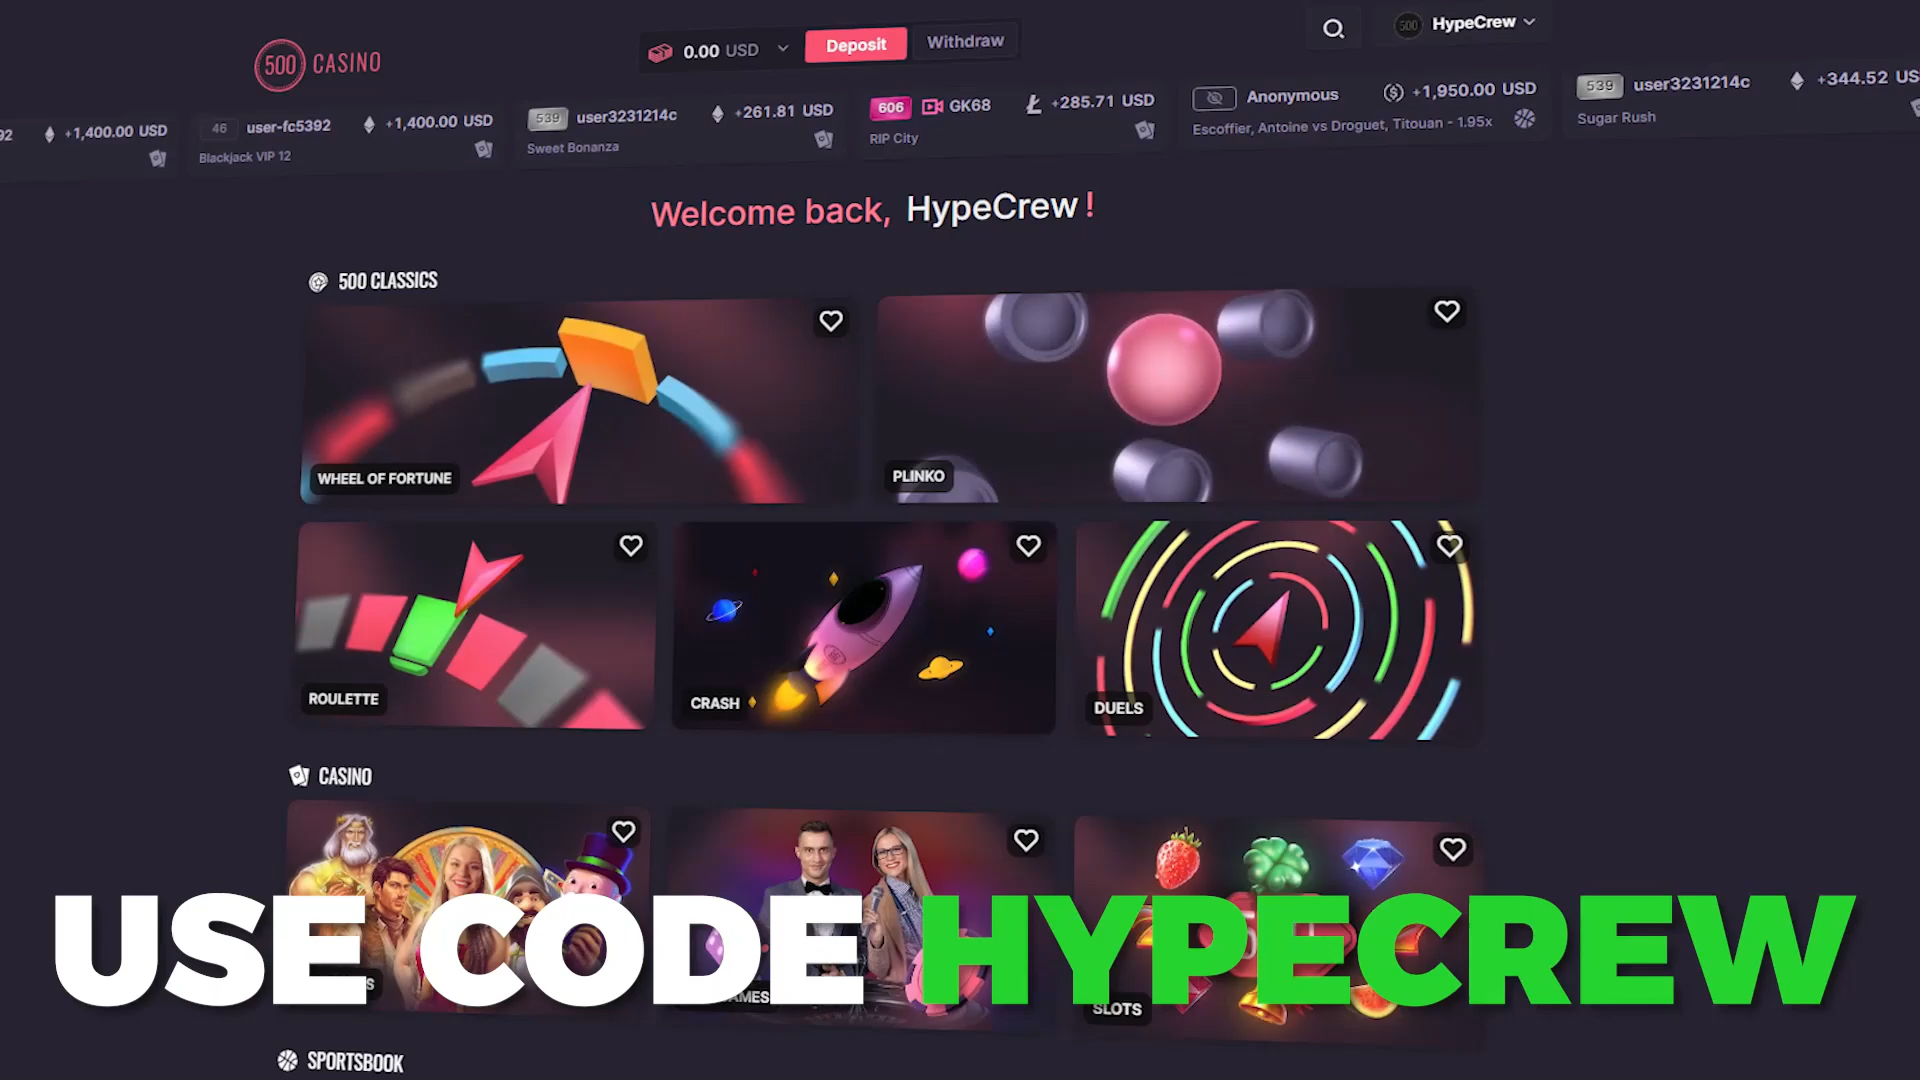 500 CASINO
0.00 USD
Deposit
Withdraw
500
HypeCrew
92
+1,400.00 USD
46 user-fc5392 +1,400.00 USD
Blackjack VIP 12
539 user3231214c +261.81 USD
Sweet Bonanza
606 GK68 +285.71 USD
RIP City
Anonymous +1,950.00 USD
Escoffier, Antoine vs Droguet, Titouan - 1.95x
539 user3231214c +344.52 US
Sugar Rush
Welcome back, HypeCrew!
500 CLASSICS
WHEEL OF FORTUNE
PLINKO
ROULETTE
CRASH
DUELS
CASINO
SLOTS
USE CODE HYPECREW
SPORTSBOOK